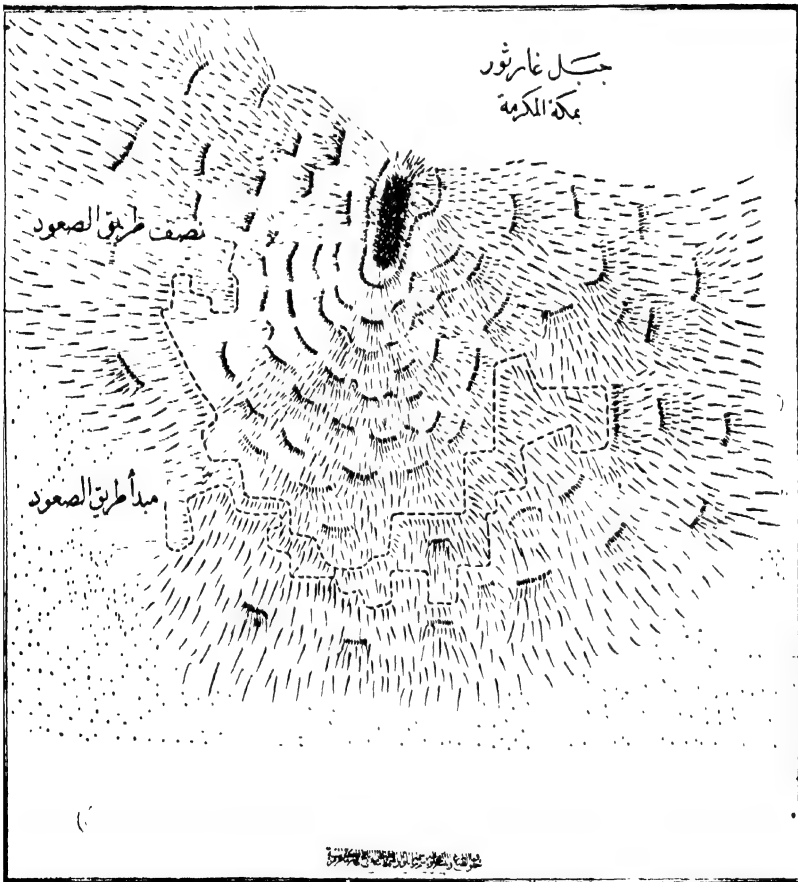 جبل غار ثور
بمكة المكرمة
نصف طريق الصعود
مبدأ طريق الصعود